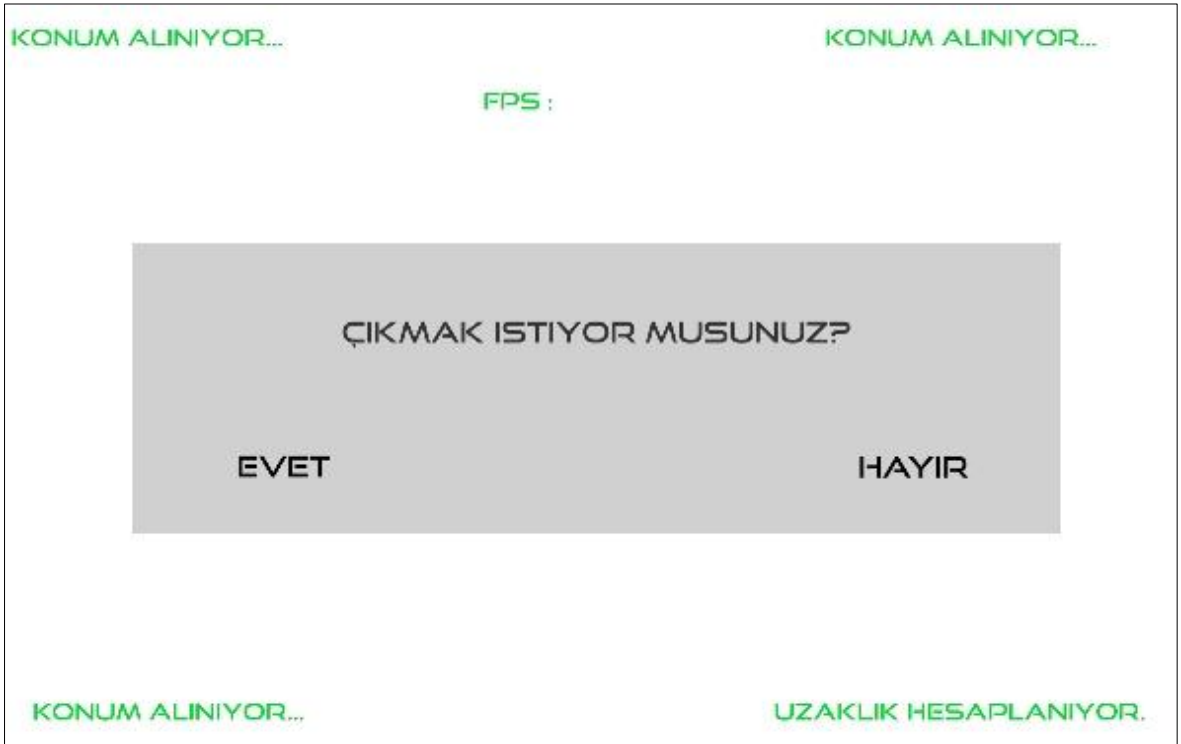 KONUM ALINIYOR... KONUM ALINIYOR...
FPS :
ÇIKMAK ISTIYOR MUSUNUZ?
EVET HAYIR
KONUM ALINIYOR... UZAKLIK HESAPLANIYOR.